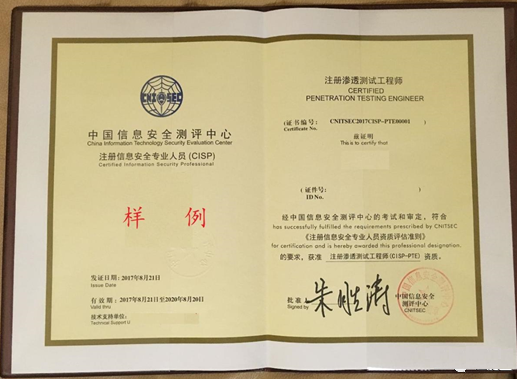 CNITSEC
中国信息安全测评中心
China Information Technology Security Evaluation Center
注册信息安全专业人员(CISP)
Certified Information Security Professional
样 例
发证日期:2017年8月21日
Issue Date
有效期:2017年8月21日至2020年8月20日
Valid thru
技术支持单位:
Technical Support U
注册渗透测试工程师
CERTIFIED
PENETRATION TESTING ENGINEER
(证书编号: CNITSEC2017CISP-PTE00001
Certificate No.
兹证明
This is to certify that
(证件号:
ID No.
经中国信息安全测评中心的考试和审定,符合
has successfully fulfilled the requirements prescribed by CNITSEC
《注册信息安全专业人员资质评估准则》
for certification and is hereby awarded this professional designation.
的要求,获准 注册渗透测试工程师(CISP-PTE) 资质。
批准
Signed by
朱胜涛
中国信息安全
测评中心
CNITSEC